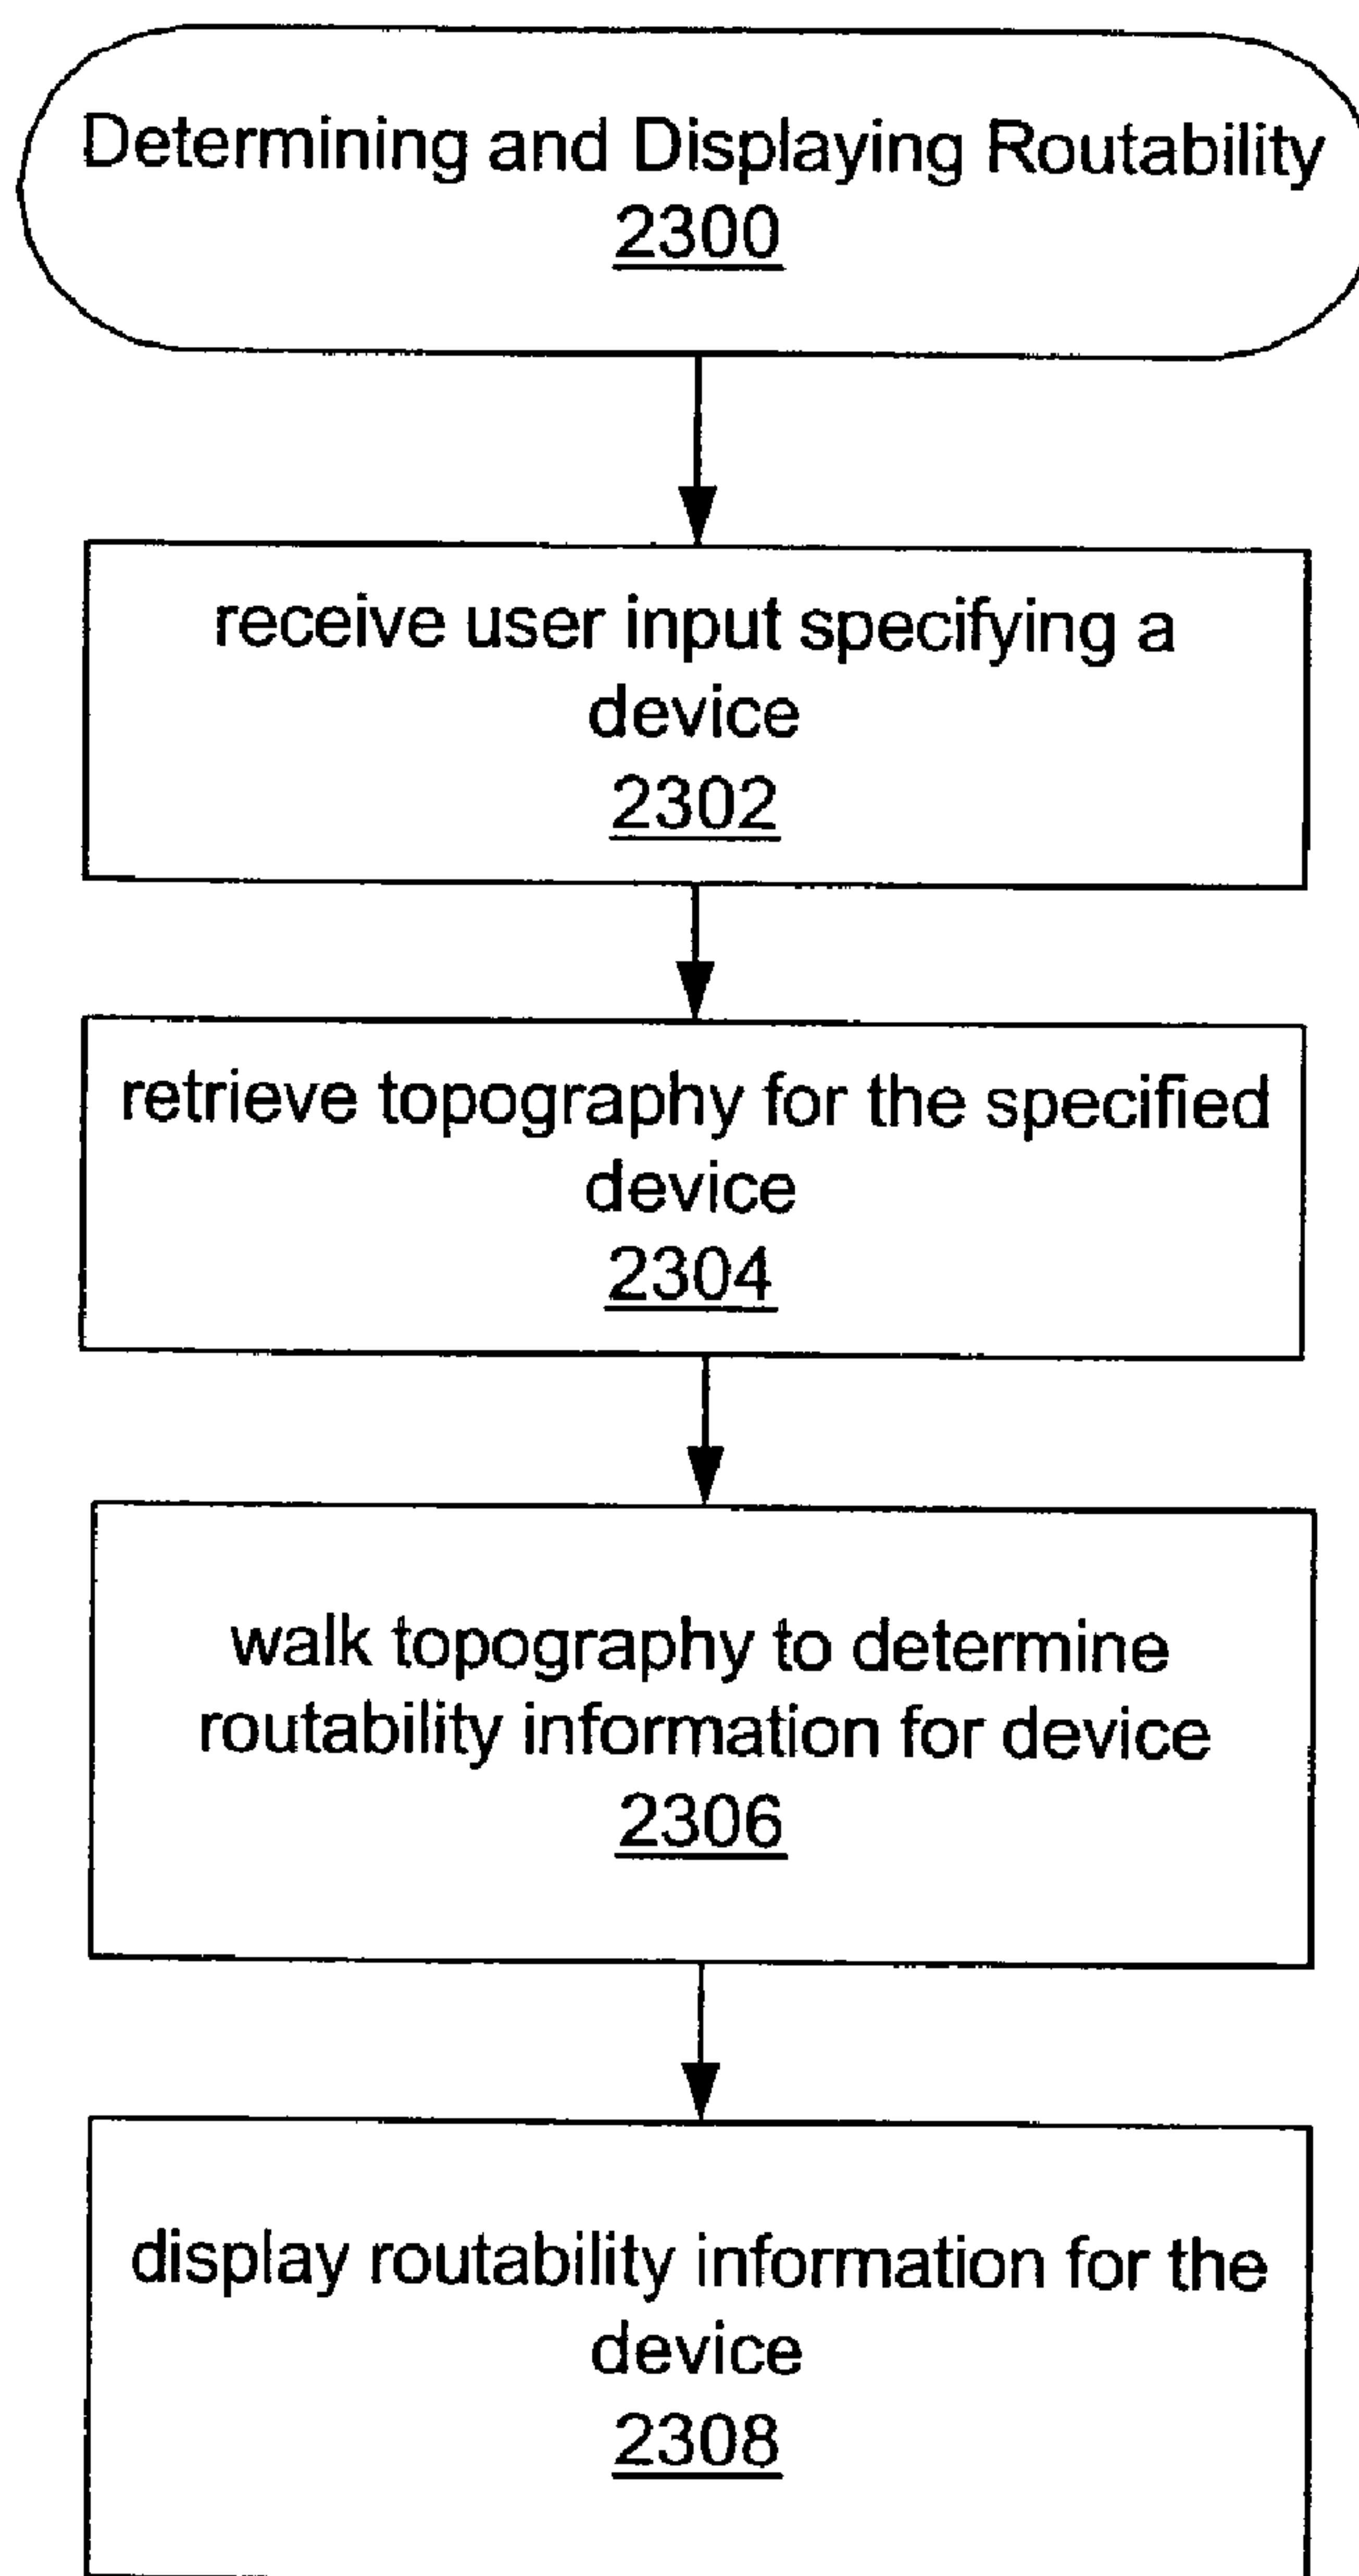 Determining and Displaying Routability
2300
receive user input specifying a
device
2302
retrieve topography for the specified
device
2304
walk topography to determine
routability information for device
2306
display routability information for the
device
2308